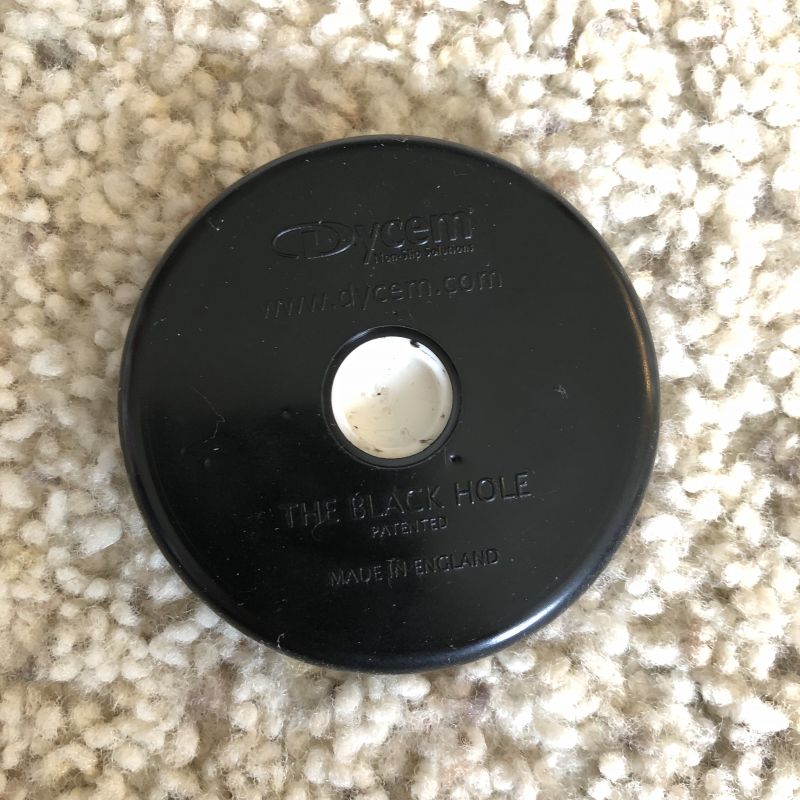 Dycem
Non-Slip Solutions
www.dycem.com
THE BLACK HOLE
PATENTED
MADE IN ENGLAND